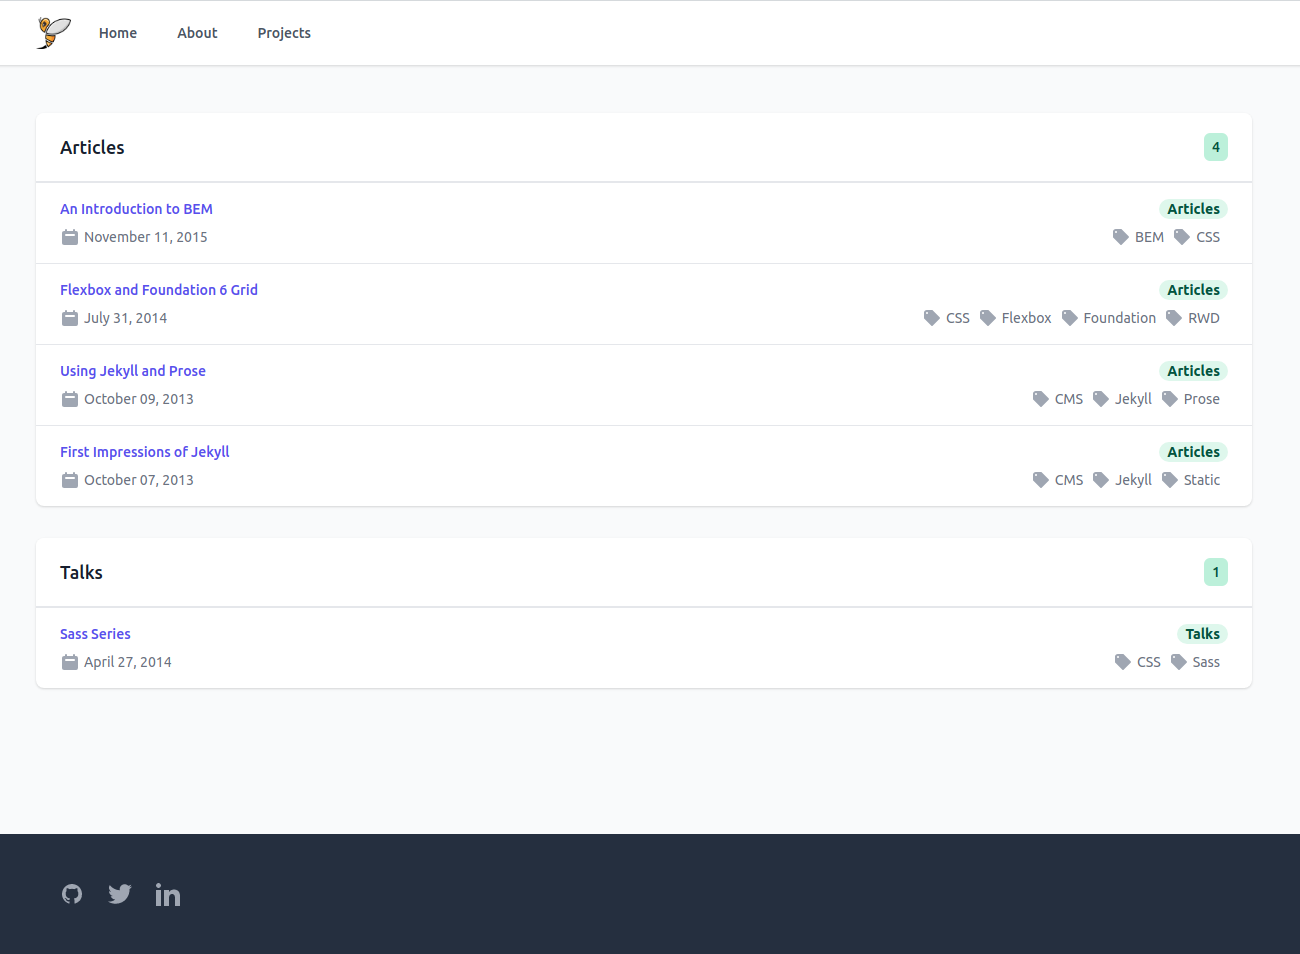 Home About Projects
Articles 4
An Introduction to BEM Articles
November 11, 2015 BEM CSS
Flexbox and Foundation 6 Grid Articles
July 31, 2014 CSS Flexbox Foundation RWD
Using Jekyll and Prose Articles
October 09, 2013 CMS Jekyll Prose
First Impressions of Jekyll Articles
October 07, 2013 CMS Jekyll Static
Talks 1
Sass Series Talks
April 27, 2014 CSS Sass
in